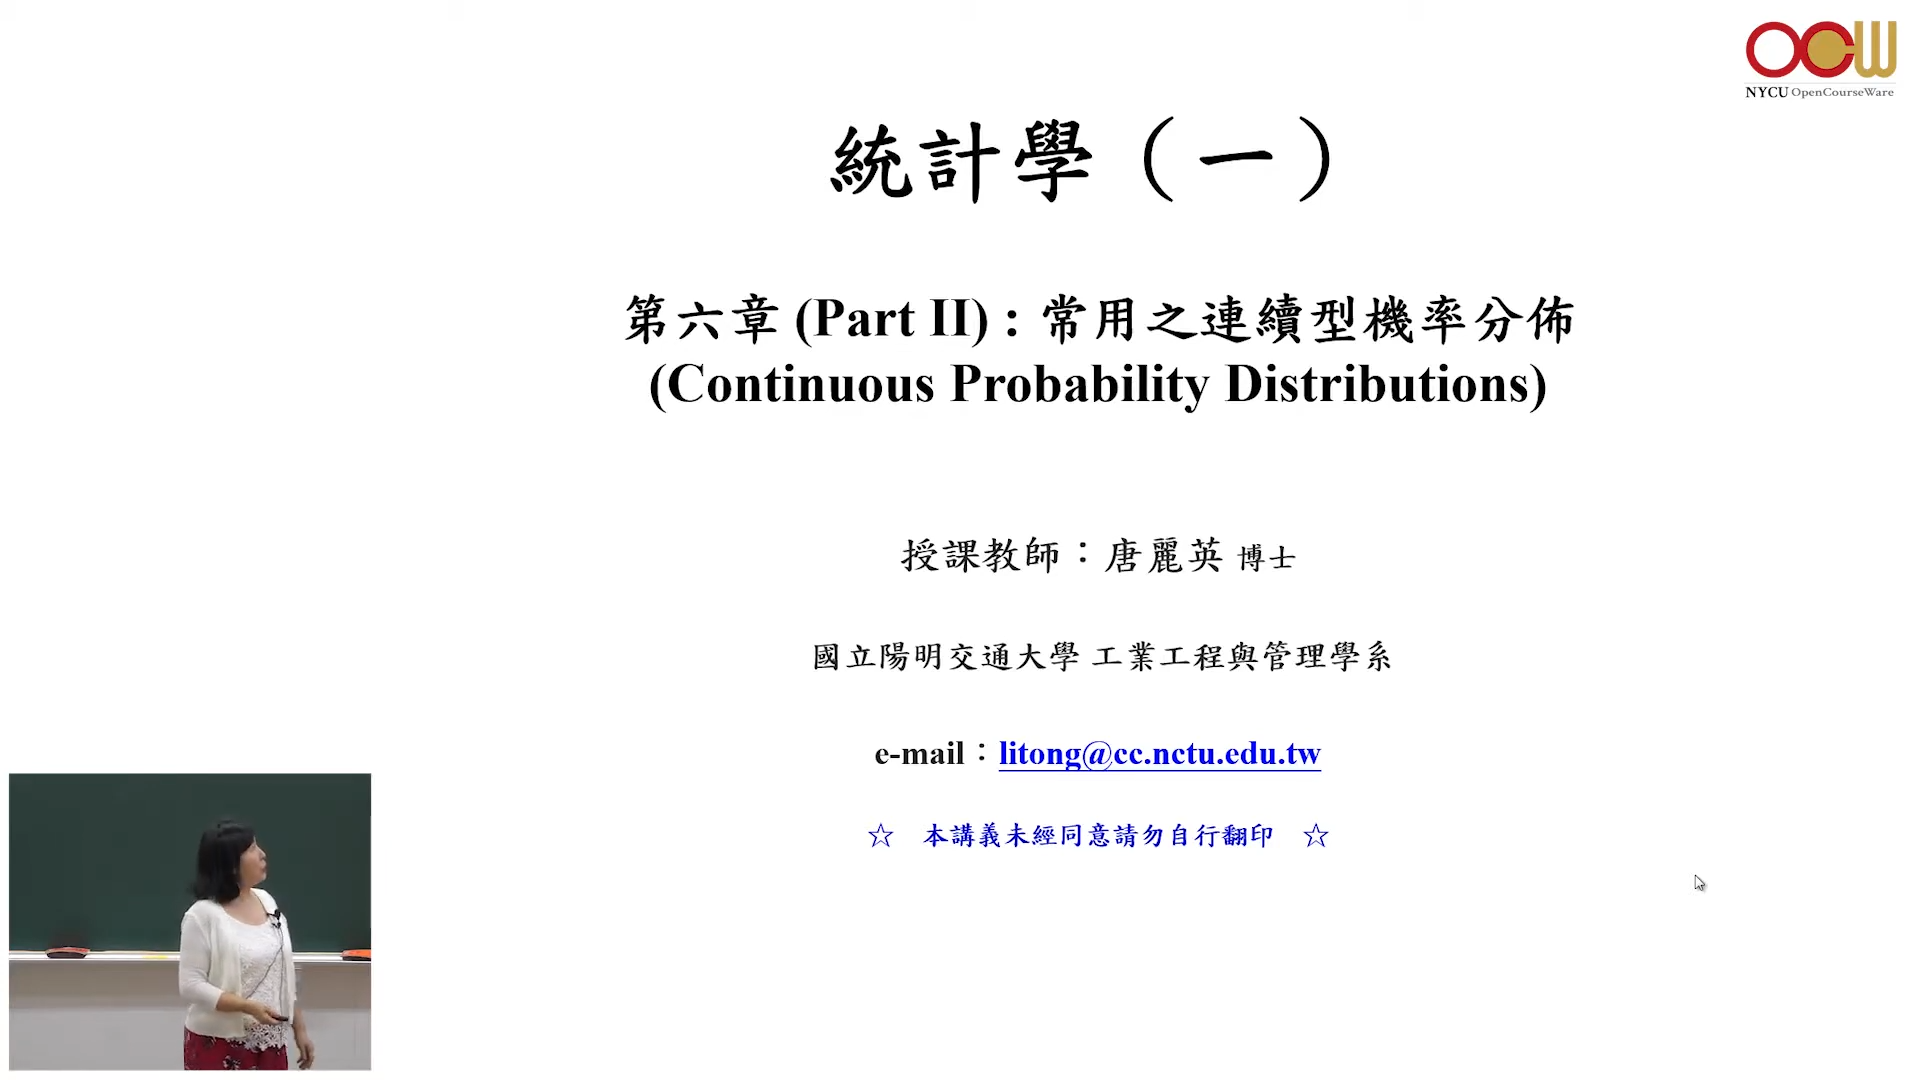 OCW
NYCU OpenCourseWare
統計學（一）
第六章 (Part II) : 常用之連續型機率分佈
(Continuous Probability Distributions)
授課教師：唐麗英 博士
國立陽明交通大學 工業工程與管理學系
e-mail：litong@cc.nctu.edu.tw
☆ 本講義未經同意請勿自行翻印 ☆